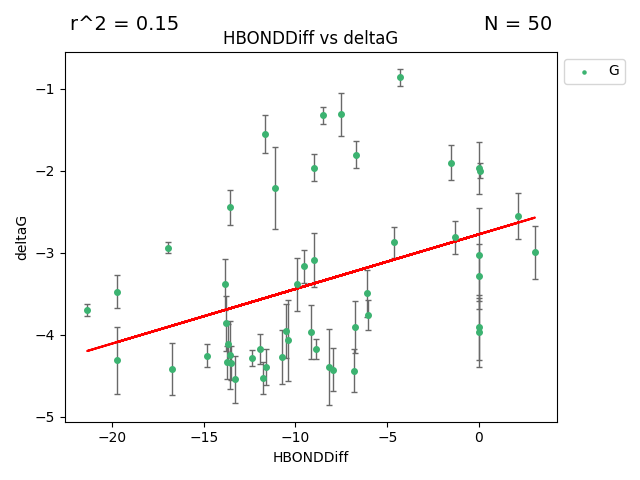 r^2 = 0.15
N = 50
HBONDDiff vs deltaG
G
−1
−2
−3
−4
−5
deltaG
−20
−15
−10
−5
0
HBONDDiff